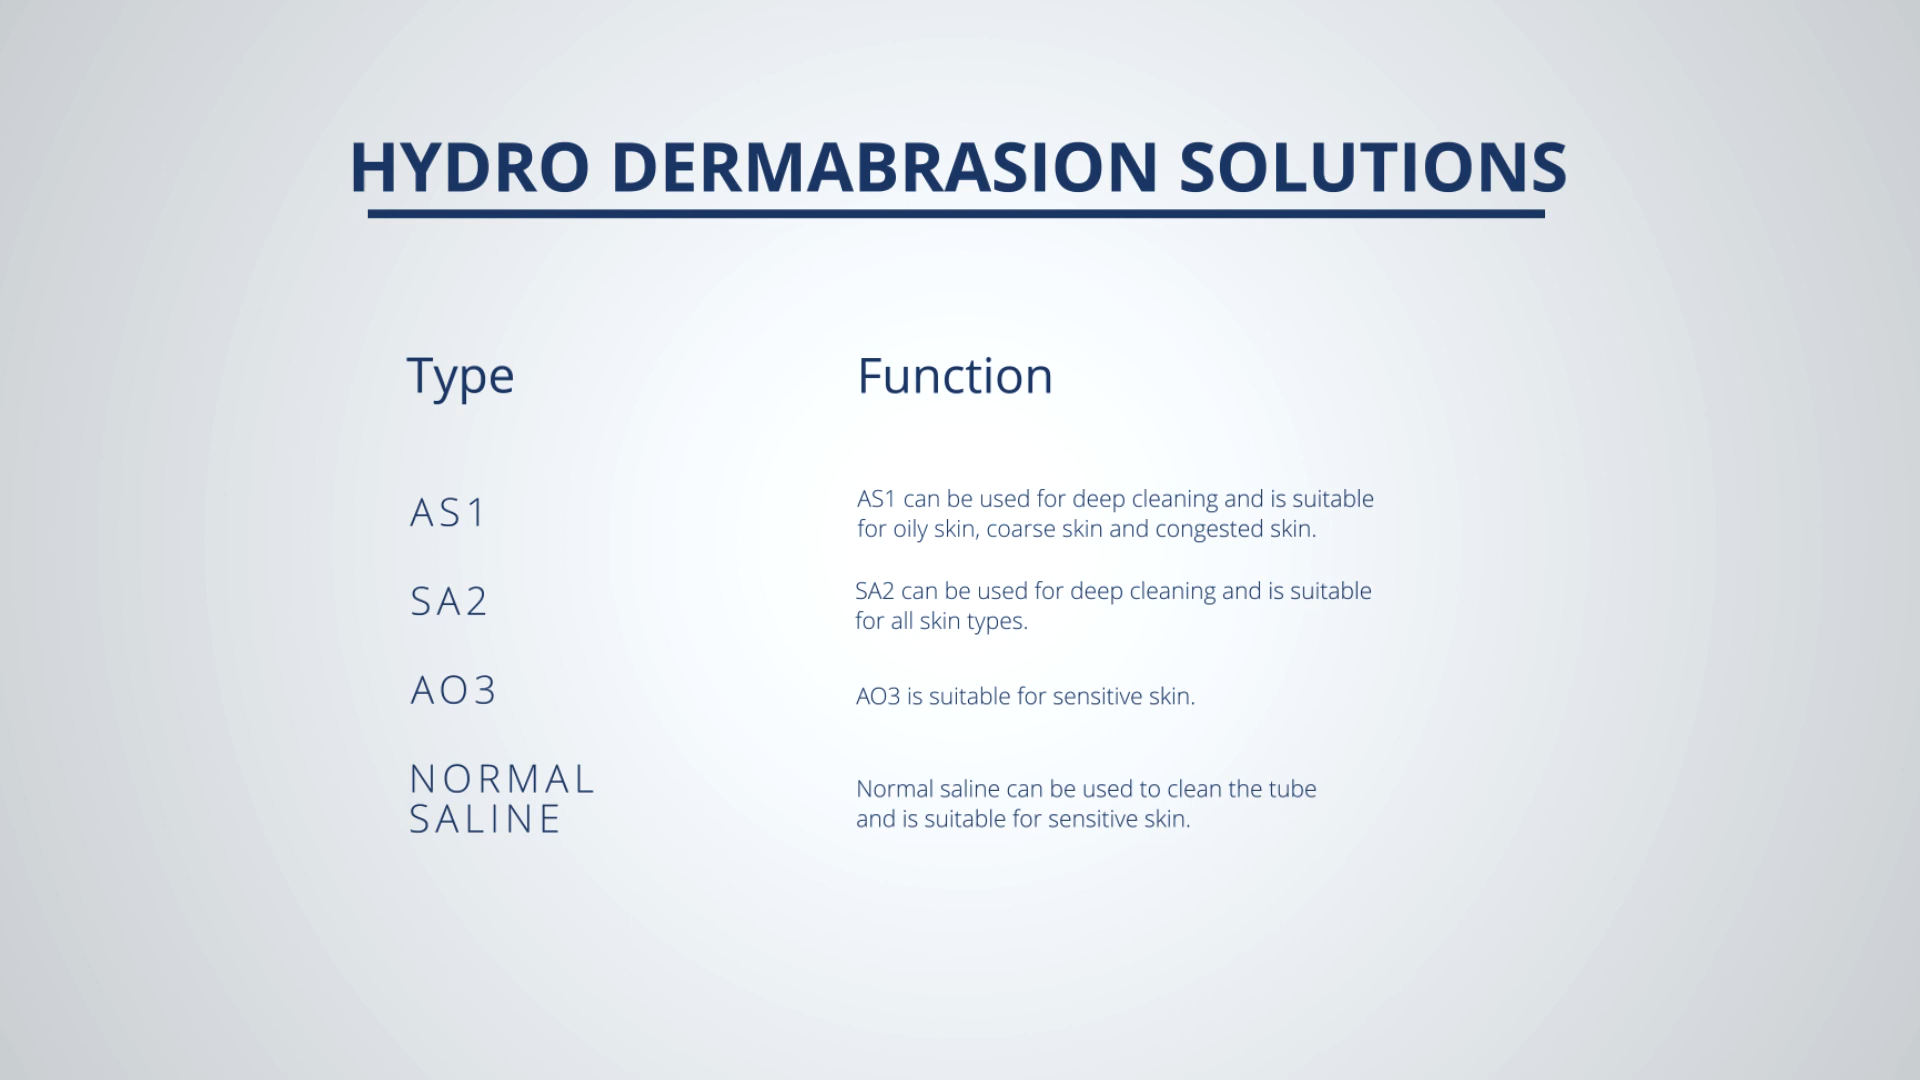 HYDRO DERMABRASION SOLUTIONS
Type
Function
AS1
AS1 can be used for deep cleaning and is suitable
for oily skin, coarse skin and congested skin.
SA2
SA2 can be used for deep cleaning and is suitable
for all skin types.
AO3
AO3 is suitable for sensitive skin.
NORMAL
SALINE
Normal saline can be used to clean the tube
and is suitable for sensitive skin.